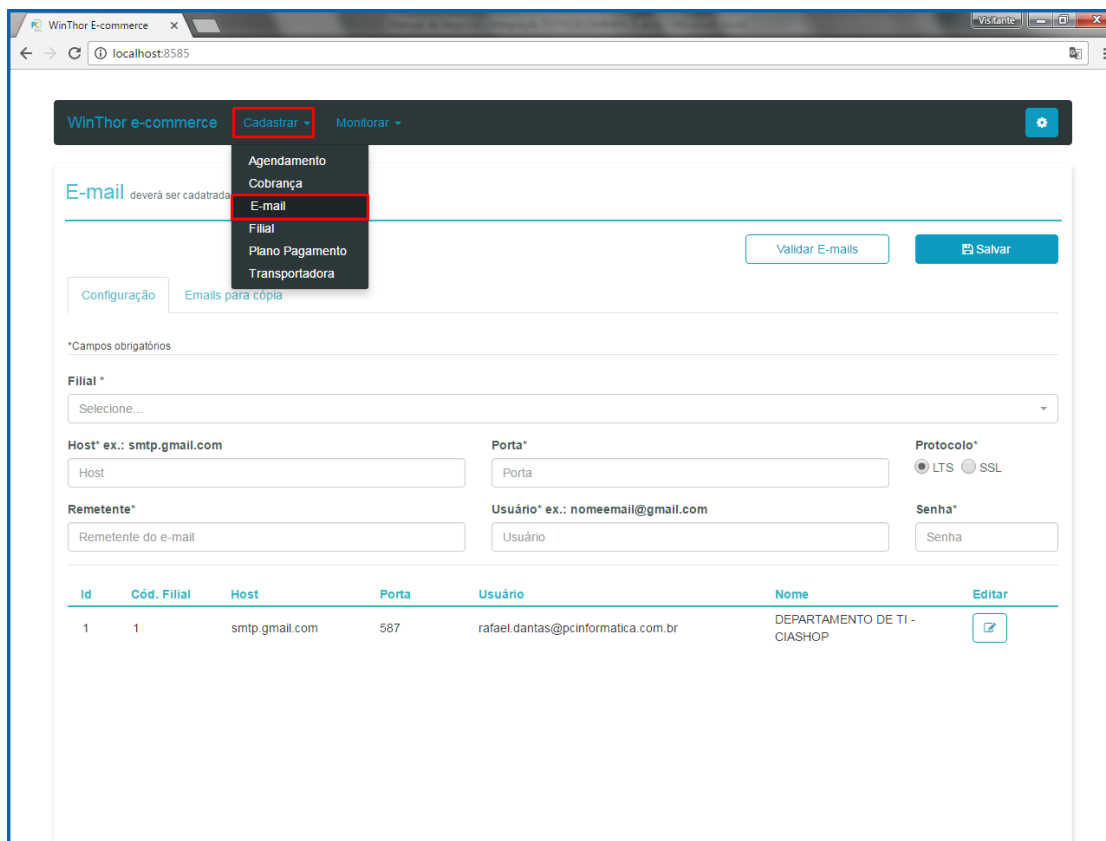 WinThor E-commerce
Visitante
localhost:8585
WinThor e-commerce Cadastrar Monitorar
Agendamento
Cobrança
E-mail
Filial
Plano Pagamento
Transportadora
E-mail deverá ser cadatrada
Validar E-mails Salvar
Configuração Emails para cópia
*Campos obrigatórios
Filial *
Selecione...
Host* ex.: smtp.gmail.com Porta* Protocolo*
Host Porta LTS SSL
Remetente* Usuário* ex.: nomeemail@gmail.com Senha*
Remetente do e-mail Usuário Senha
Id Cód. Filial Host Porta Usuário Nome Editar
1 1 smtp.gmail.com 587 rafael.dantas@pcinformatica.com.br DEPARTAMENTO DE TI -
CIASHOP